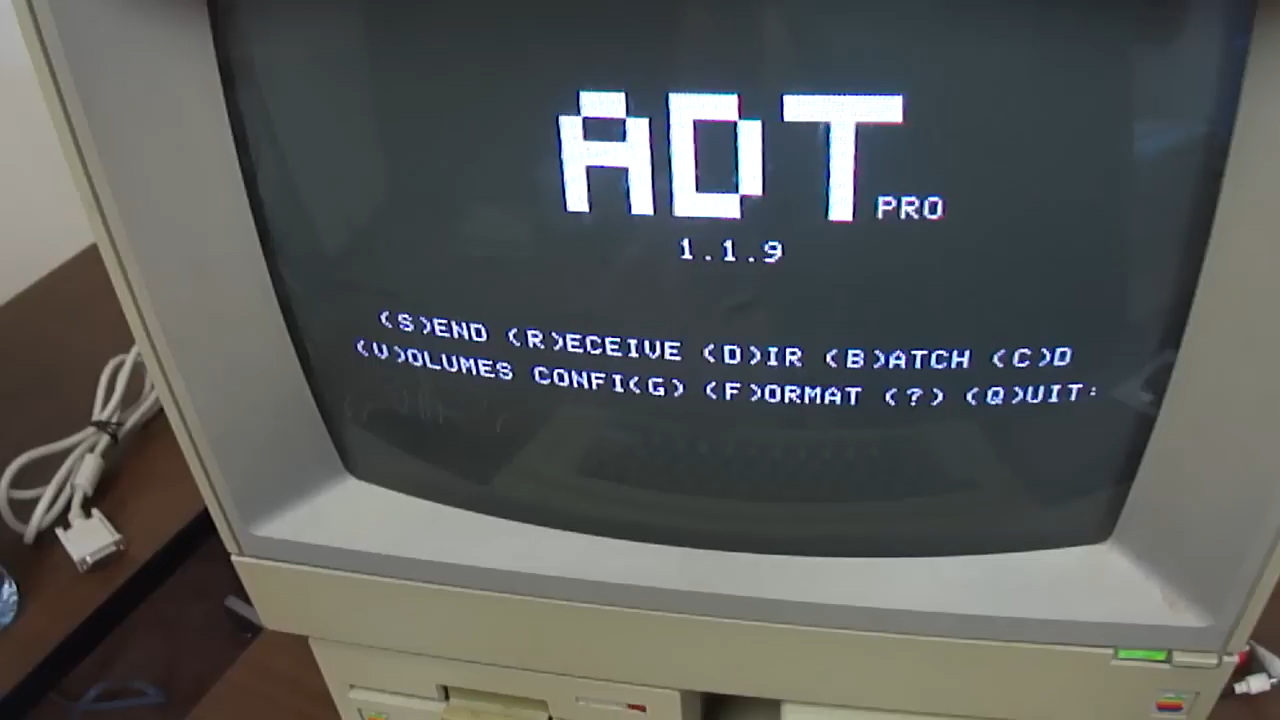 ADT
PRO
1.1.9
(S)END (R)ECEIVE (D)IR (B)ATCH (C)D
(V)OLUMES CONFI(G) (F)ORMAT (?) (Q)UIT: